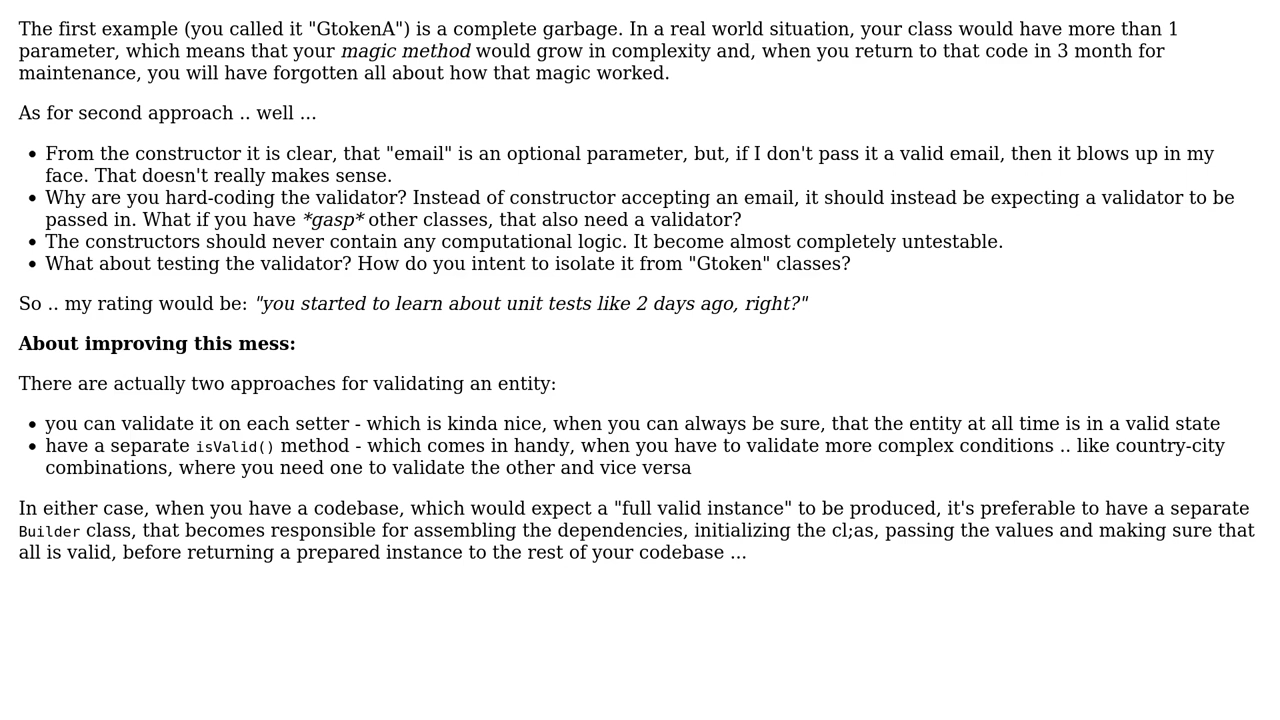 The first example (you called it "GtokenA") is a complete garbage. In a real world situation, your class would have more than 1
parameter, which means that your magic method would grow in complexity and, when you return to that code in 3 month for
maintenance, you will have forgotten all about how that magic worked.
As for second approach .. well ...
• From the constructor it is clear, that "email" is an optional parameter, but, if I don't pass it a valid email, then it blows up in my
face. That doesn't really makes sense.
• Why are you hard-coding the validator? Instead of constructor accepting an email, it should instead be expecting a validator to be
passed in. What if you have *gasp* other classes, that also need a validator?
• The constructors should never contain any computational logic. It become almost completely untestable.
• What about testing the validator? How do you intent to isolate it from "Gtoken" classes?
So .. my rating would be: "you started to learn about unit tests like 2 days ago, right?"
About improving this mess:
There are actually two approaches for validating an entity:
• you can validate it on each setter - which is kinda nice, when you can always be sure, that the entity at all time is in a valid state
• have a separate isValid() method - which comes in handy, when you have to validate more complex conditions .. like country-city
combinations, where you need one to validate the other and vice versa
In either case, when you have a codebase, which would expect a "full valid instance" to be produced, it's preferable to have a separate
Builder class, that becomes responsible for assembling the dependencies, initializing the cl;as, passing the values and making sure that
all is valid, before returning a prepared instance to the rest of your codebase ...